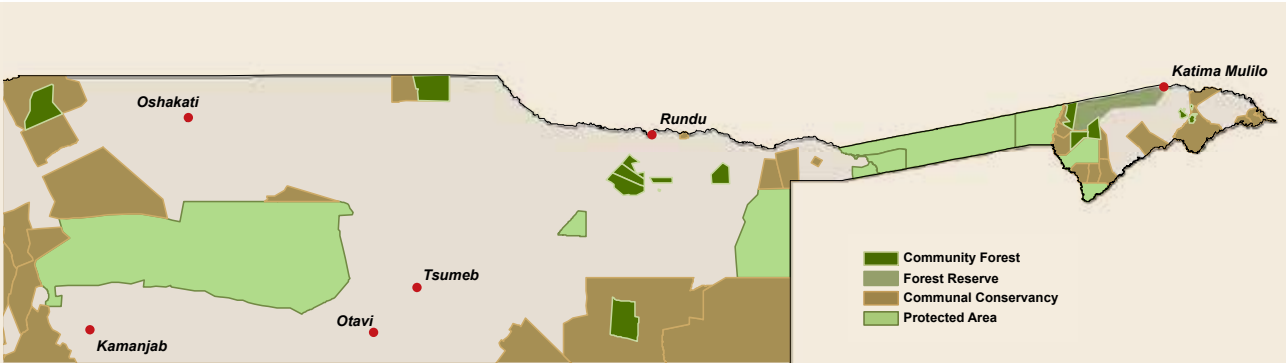 Katima Mulilo
Oshakati
Rundu
Community Forest
Forest Reserve
Communal Conservancy
Protected Area
Tsumeb
Otavi
Kamanjab